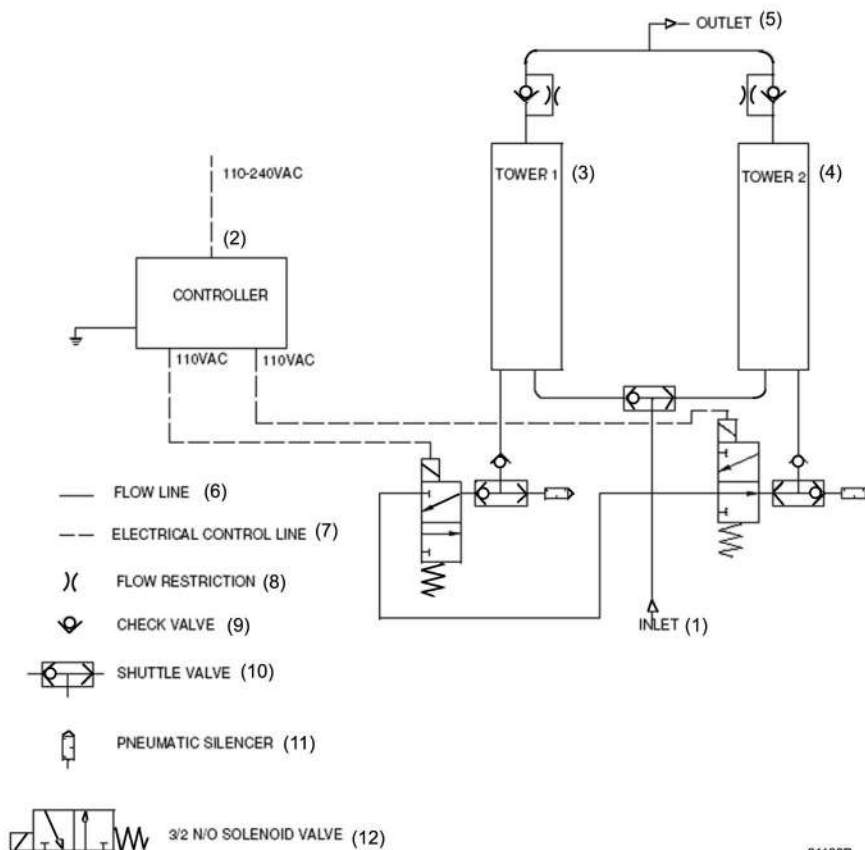 OUTLET (5)
TOWER 1 (3)
TOWER 2 (4)
110-240VAC
(2)
CONTROLLER
110VAC 110VAC
FLOW LINE (6)
ELECTRICAL CONTROL LINE (7)
FLOW RESTRICTION (8)
CHECK VALVE (9)
INLET (1)
SHUTTLE VALVE (10)
PNEUMATIC SILENCER (11)
3/2 N/O SOLENOID VALVE (12)